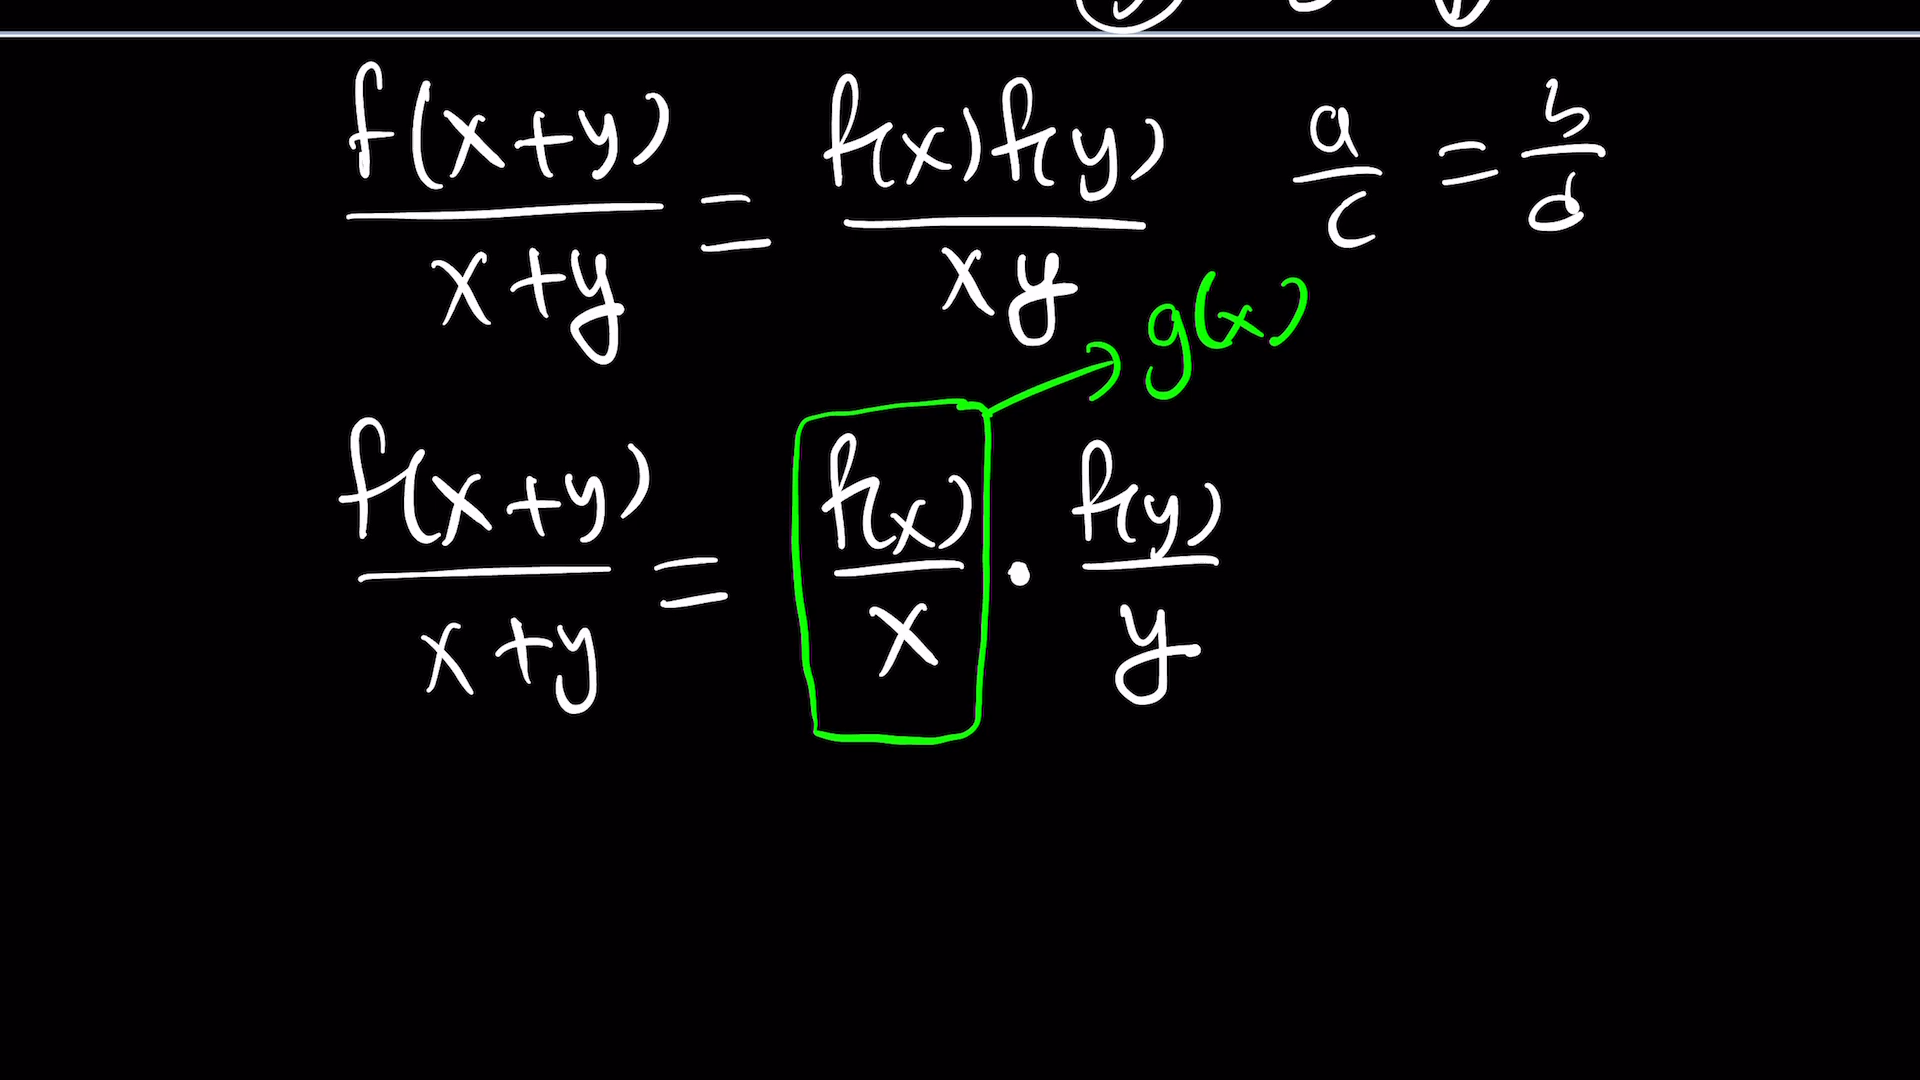 f(x+y)/(x+y) = f(x)f(y)/(xy)    a/c = b/d
g(x)
f(x+y)/(x+y) = f(x)/x · f(y)/y